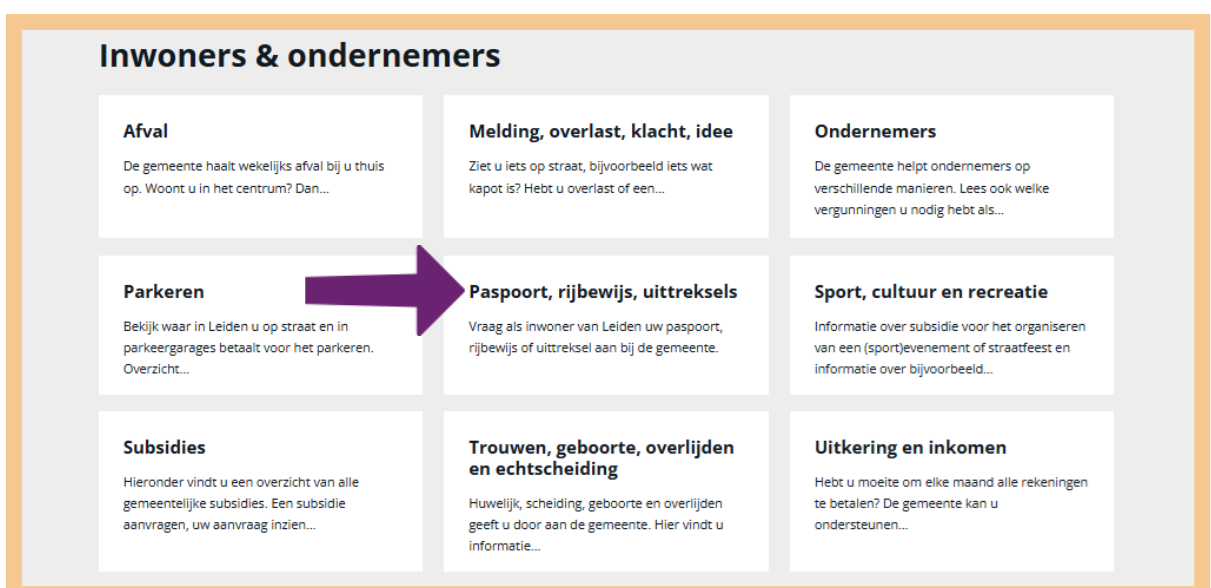 Inwoners & ondernemers
Afval
De gemeente haalt wekelijks afval bij u thuis
op. Woont u in het centrum? Dan...
Melding, overlast, klacht, idee
Ziet u iets op straat, bijvoorbeeld iets wat
kapot is? Hebt u overlast of een...
Ondernemers
De gemeente helpt ondernemers op
verschillende manieren. Lees ook welke
vergunningen u nodig hebt als...
Parkeren
Bekijk waar in Leiden u op straat en in
parkeergarages betaalt voor het parkeren.
Overzicht...
Paspoort, rijbewijs, uittreksels
Vraag als inwoner van Leiden uw paspoort,
rijbewijs of uittreksel aan bij de gemeente.
Sport, cultuur en recreatie
Informatie over subsidie voor het organiseren
van een (sport)evenement of straatfeest en
informatie over bijvoorbeeld...
Subsidies
Hieronder vindt u een overzicht van alle
gemeentelijke subsidies. Een subsidie
aanvragen, uw aanvraag inzien...
Trouwen, geboorte, overlijden
en echtscheiding
Huwelijk, scheiding, geboorte en overlijden
geeft u door aan de gemeente. Hier vindt u
informatie...
Uitkering en inkomen
Hebt u moeite om elke maand alle rekeningen
te betalen? De gemeente kan u
ondersteunen...